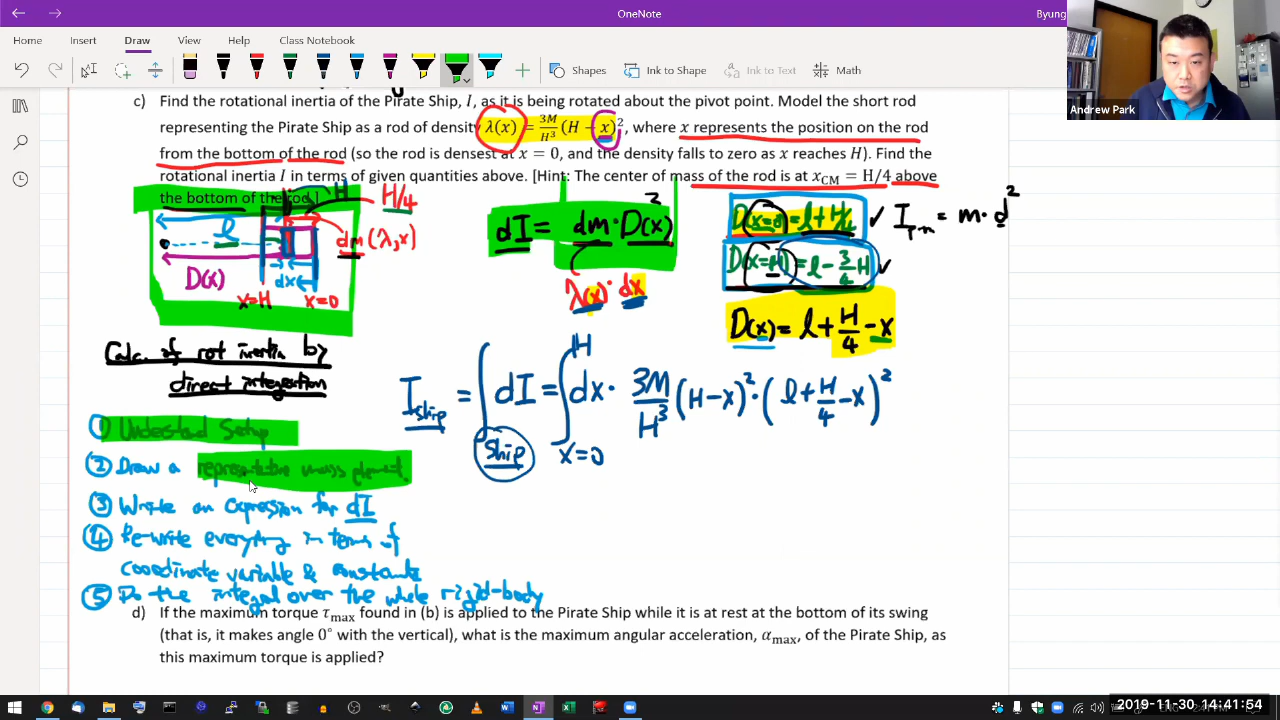 OneNote
Byung
Home Insert Draw View Help Class Notebook
Shapes Ink to Shape Ink to Text Math
Andrew Park
c) Find the rotational inertia of the Pirate Ship, I, as it is being rotated about the pivot point. Model the short rod
representing the Pirate Ship as a rod of density λ(x) = 3M/H³ (H − x)², where x represents the position on the rod
from the bottom of the rod (so the rod is densest at x = 0, and the density falls to zero as x reaches H). Find the
rotational inertia I in terms of given quantities above. [Hint: The center of mass of the rod is at x_CM = H/4 above
the bottom of the rod.]
H
H/4
l
dm (λ,x)
D(x)
dx
x=H x=0
dI = dm · D(x)²
λ(x) · dx
D(x=0) = l + H/4 ✓
I = m · d²
D(x=H) = l − 3/4 H ✓
D(x) = l + H/4 − x
Calc. of rot inertia by
direct integration
I_ship = ∫ dI = ∫ dx · 3M/H³ (H−x)² · (l + H/4 − x)²
H
ship x=0
① Understand Setup
② Draw a representative mass element.
③ Write an expression for dI
④ Re-write everything in terms of
coordinate variable & constants
⑤ Do the integral over the whole rigid-body
d) If the maximum torque τ_max found in (b) is applied to the Pirate Ship while it is at rest at the bottom of its swing
(that is, it makes angle 0° with the vertical), what is the maximum angular acceleration, α_max, of the Pirate Ship, as
this maximum torque is applied?
2019-11-30 14:41:54